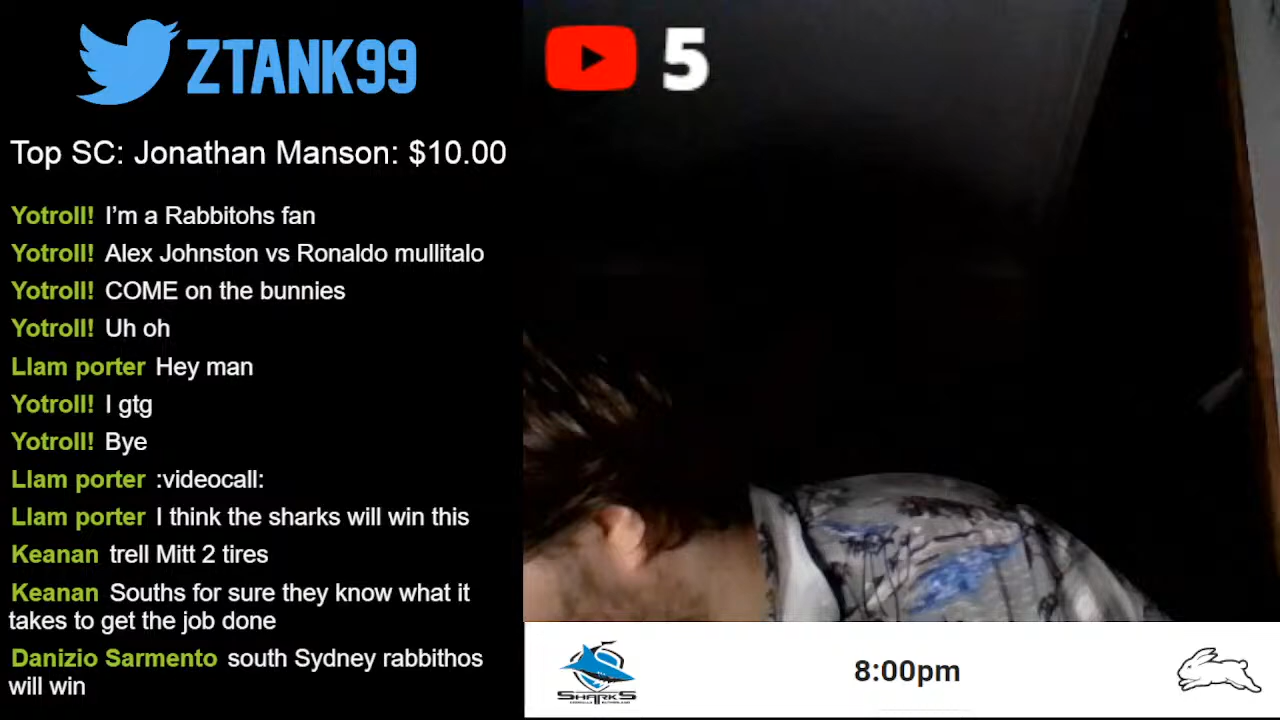 ZTANK99
5
Top SC: Jonathan Manson: $10.00
Yotroll! I'm a Rabbitohs fan
Yotroll! Alex Johnston vs Ronaldo mullitalo
Yotroll! COME on the bunnies
Yotroll! Uh oh
Llam porter Hey man
Yotroll! I gtg
Yotroll! Bye
Llam porter :videocall:
Llam porter I think the sharks will win this
Keanan trell Mitt 2 tires
Keanan Souths for sure they know what it
takes to get the job done
Danizio Sarmento south Sydney rabbithos
will win
SHARKS
8:00pm